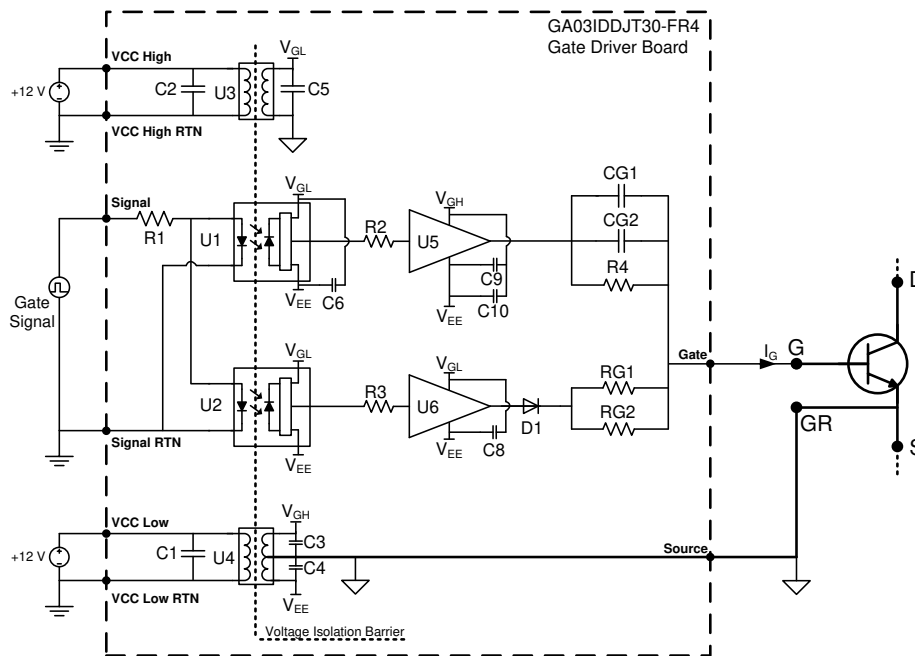 GA03IDDJT30-FR4
Gate Driver Board
VCC High
VGL
+12 V
C2
U3
C5
VCC High RTN
Signal
R1
U1
VGL
C6
VEE
R2
VGH
U5
C9
C10
VEE
CG1
CG2
R4
Gate
Signal
D
Gate
IG
G
GR
S
U2
VGL
VEE
R3
VGL
U6
C8
VEE
D1
RG1
RG2
Signal RTN
VCC Low
+12 V
C1
U4
VGH
C3
C4
VEE
Source
VCC Low RTN
Voltage Isolation Barrier